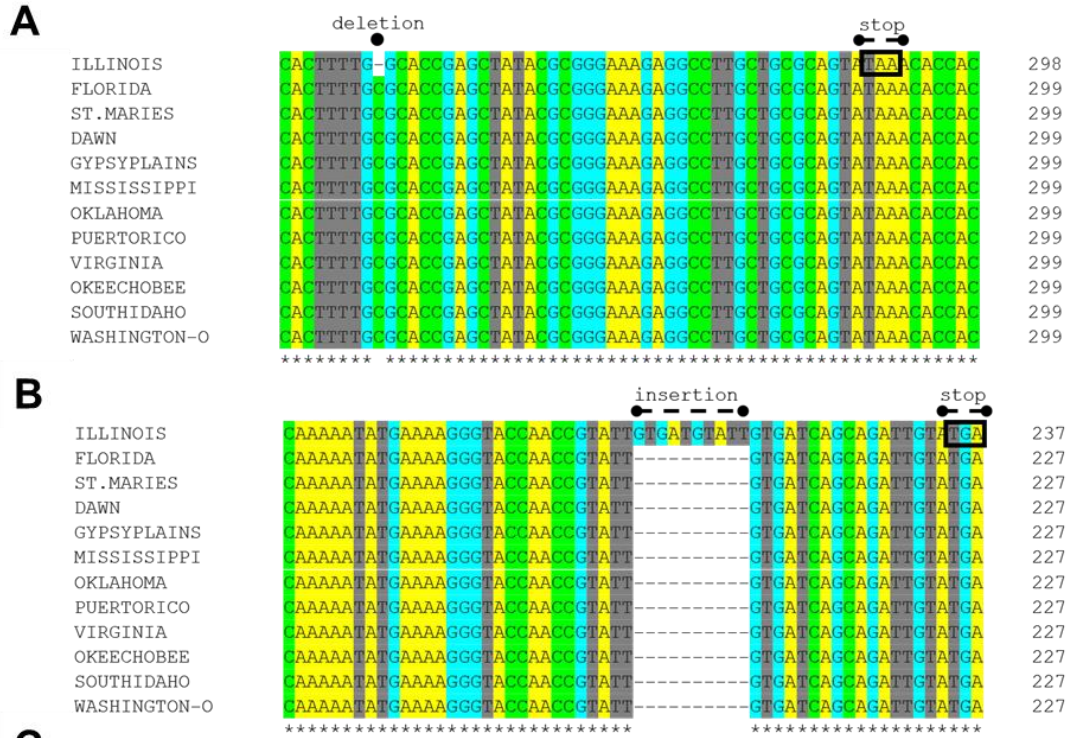 A
deletion stop
ILLINOIS CACTTTTG-GCACCGAGCTATACGCGGGAAAGAGGCCTTGCTGCGCAGTATAAACACCAC 298
FLORIDA CACTTTTGCGCACCGAGCTATACGCGGGAAAGAGGCCTTGCTGCGCAGTATAAACACCAC 299
ST.MARIES CACTTTTGCGCACCGAGCTATACGCGGGAAAGAGGCCTTGCTGCGCAGTATAAACACCAC 299
DAWN CACTTTTGCGCACCGAGCTATACGCGGGAAAGAGGCCTTGCTGCGCAGTATAAACACCAC 299
GYPSYPLAINS CACTTTTGCGCACCGAGCTATACGCGGGAAAGAGGCCTTGCTGCGCAGTATAAACACCAC 299
MISSISSIPPI CACTTTTGCGCACCGAGCTATACGCGGGAAAGAGGCCTTGCTGCGCAGTATAAACACCAC 299
OKLAHOMA CACTTTTGCGCACCGAGCTATACGCGGGAAAGAGGCCTTGCTGCGCAGTATAAACACCAC 299
PUERTORICO CACTTTTGCGCACCGAGCTATACGCGGGAAAGAGGCCTTGCTGCGCAGTATAAACACCAC 299
VIRGINIA CACTTTTGCGCACCGAGCTATACGCGGGAAAGAGGCCTTGCTGCGCAGTATAAACACCAC 299
OKEECHOBEE CACTTTTGCGCACCGAGCTATACGCGGGAAAGAGGCCTTGCTGCGCAGTATAAACACCAC 299
SOUTHIDAHO CACTTTTGCGCACCGAGCTATACGCGGGAAAGAGGCCTTGCTGCGCAGTATAAACACCAC 299
WASHINGTON-O CACTTTTGCGCACCGAGCTATACGCGGGAAAGAGGCCTTGCTGCGCAGTATAAACACCAC 299
******** ***************************************************
B
insertion stop
ILLINOIS CAAAAATATGAAAAGGGTACCAACCGTATTGTGATGTATTGTGATCAGCAGATTGTATGA 237
FLORIDA CAAAAATATGAAAAGGGTACCAACCGTATT----------GTGATCAGCAGATTGTATGA 227
ST.MARIES CAAAAATATGAAAAGGGTACCAACCGTATT----------GTGATCAGCAGATTGTATGA 227
DAWN CAAAAATATGAAAAGGGTACCAACCGTATT----------GTGATCAGCAGATTGTATGA 227
GYPSYPLAINS CAAAAATATGAAAAGGGTACCAACCGTATT----------GTGATCAGCAGATTGTATGA 227
MISSISSIPPI CAAAAATATGAAAAGGGTACCAACCGTATT----------GTGATCAGCAGATTGTATGA 227
OKLAHOMA CAAAAATATGAAAAGGGTACCAACCGTATT----------GTGATCAGCAGATTGTATGA 227
PUERTORICO CAAAAATATGAAAAGGGTACCAACCGTATT----------GTGATCAGCAGATTGTATGA 227
VIRGINIA CAAAAATATGAAAAGGGTACCAACCGTATT----------GTGATCAGCAGATTGTATGA 227
OKEECHOBEE CAAAAATATGAAAAGGGTACCAACCGTATT----------GTGATCAGCAGATTGTATGA 227
SOUTHIDAHO CAAAAATATGAAAAGGGTACCAACCGTATT----------GTGATCAGCAGATTGTATGA 227
WASHINGTON-O CAAAAATATGAAAAGGGTACCAACCGTATT----------GTGATCAGCAGATTGTATGA 227
****************************** ********************